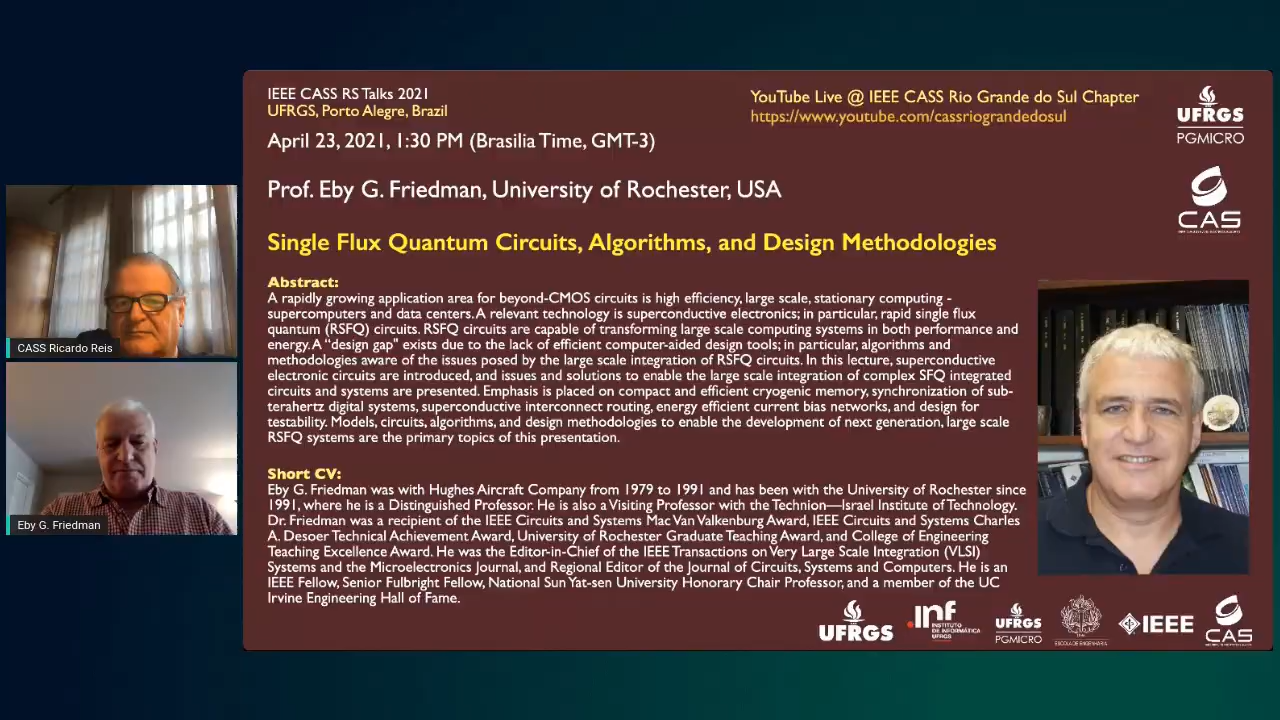 IEEE CASS RS Talks 2021
UFRGS, Porto Alegre, Brazil
April 23, 2021, 1:30 PM (Brasilia Time, GMT-3)
YouTube Live @ IEEE CASS Rio Grande do Sul Chapter
https://www.youtube.com/cassriograndedosul
UFRGS
PGMICRO
CAS
Prof. Eby G. Friedman, University of Rochester, USA
Single Flux Quantum Circuits, Algorithms, and Design Methodologies
Abstract:
A rapidly growing application area for beyond-CMOS circuits is high efficiency, large scale, stationary computing -
supercomputers and data centers. A relevant technology is superconductive electronics; in particular, rapid single flux
quantum (RSFQ) circuits. RSFQ circuits are capable of transforming large scale computing systems in both performance and
energy. A “design gap" exists due to the lack of efficient computer-aided design tools; in particular, algorithms and
methodologies aware of the issues posed by the large scale integration of RSFQ circuits. In this lecture, superconductive
electronic circuits are introduced, and issues and solutions to enable the large scale integration of complex SFQ integrated
circuits and systems are presented. Emphasis is placed on compact and efficient cryogenic memory, synchronization of sub-
terahertz digital systems, superconductive interconnect routing, energy efficient current bias networks, and design for
testability. Models, circuits, algorithms, and design methodologies to enable the development of next generation, large scale
RSFQ systems are the primary topics of this presentation.
Short CV:
Eby G. Friedman was with Hughes Aircraft Company from 1979 to 1991 and has been with the University of Rochester since
1991, where he is a Distinguished Professor. He is also a Visiting Professor with the Technion—Israel Institute of Technology.
Dr. Friedman was a recipient of the IEEE Circuits and Systems Mac Van Valkenburg Award, IEEE Circuits and Systems Charles
A. Desoer Technical Achievement Award, University of Rochester Graduate Teaching Award, and College of Engineering
Teaching Excellence Award. He was the Editor-in-Chief of the IEEE Transactions on Very Large Scale Integration (VLSI)
Systems and the Microelectronics Journal, and Regional Editor of the Journal of Circuits, Systems and Computers. He is an
IEEE Fellow, Senior Fulbright Fellow, National Sun Yat-sen University Honorary Chair Professor, and a member of the UC
Irvine Engineering Hall of Fame.
CASS Ricardo Reis
Eby G. Friedman
UFRGS
inf
INSTITUTO
DE INFORMÁTICA
UFRGS
UFRGS
PGMICRO
ESCOLA DE ENGENHARIA
IEEE
CAS